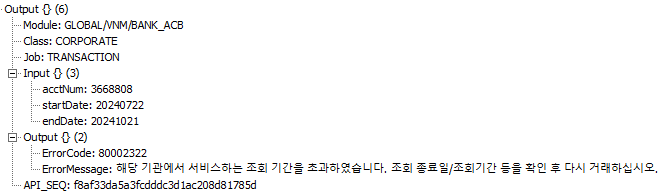 Output {} (6)
Module: GLOBAL/VNM/BANK_ACB
Class: CORPORATE
Job: TRANSACTION
Input {} (3)
acctNum: 3668808
startDate: 20240722
endDate: 20241021
Output {} (2)
ErrorCode: 80002322
ErrorMessage: 해당 기관에서 서비스하는 조회 기간을 초과하였습니다. 조회 종료일/조회기간 등을 확인 후 다시 거래하십시오.
API_SEQ: f8af33da5a3fcdddc3d1ac208d81785d